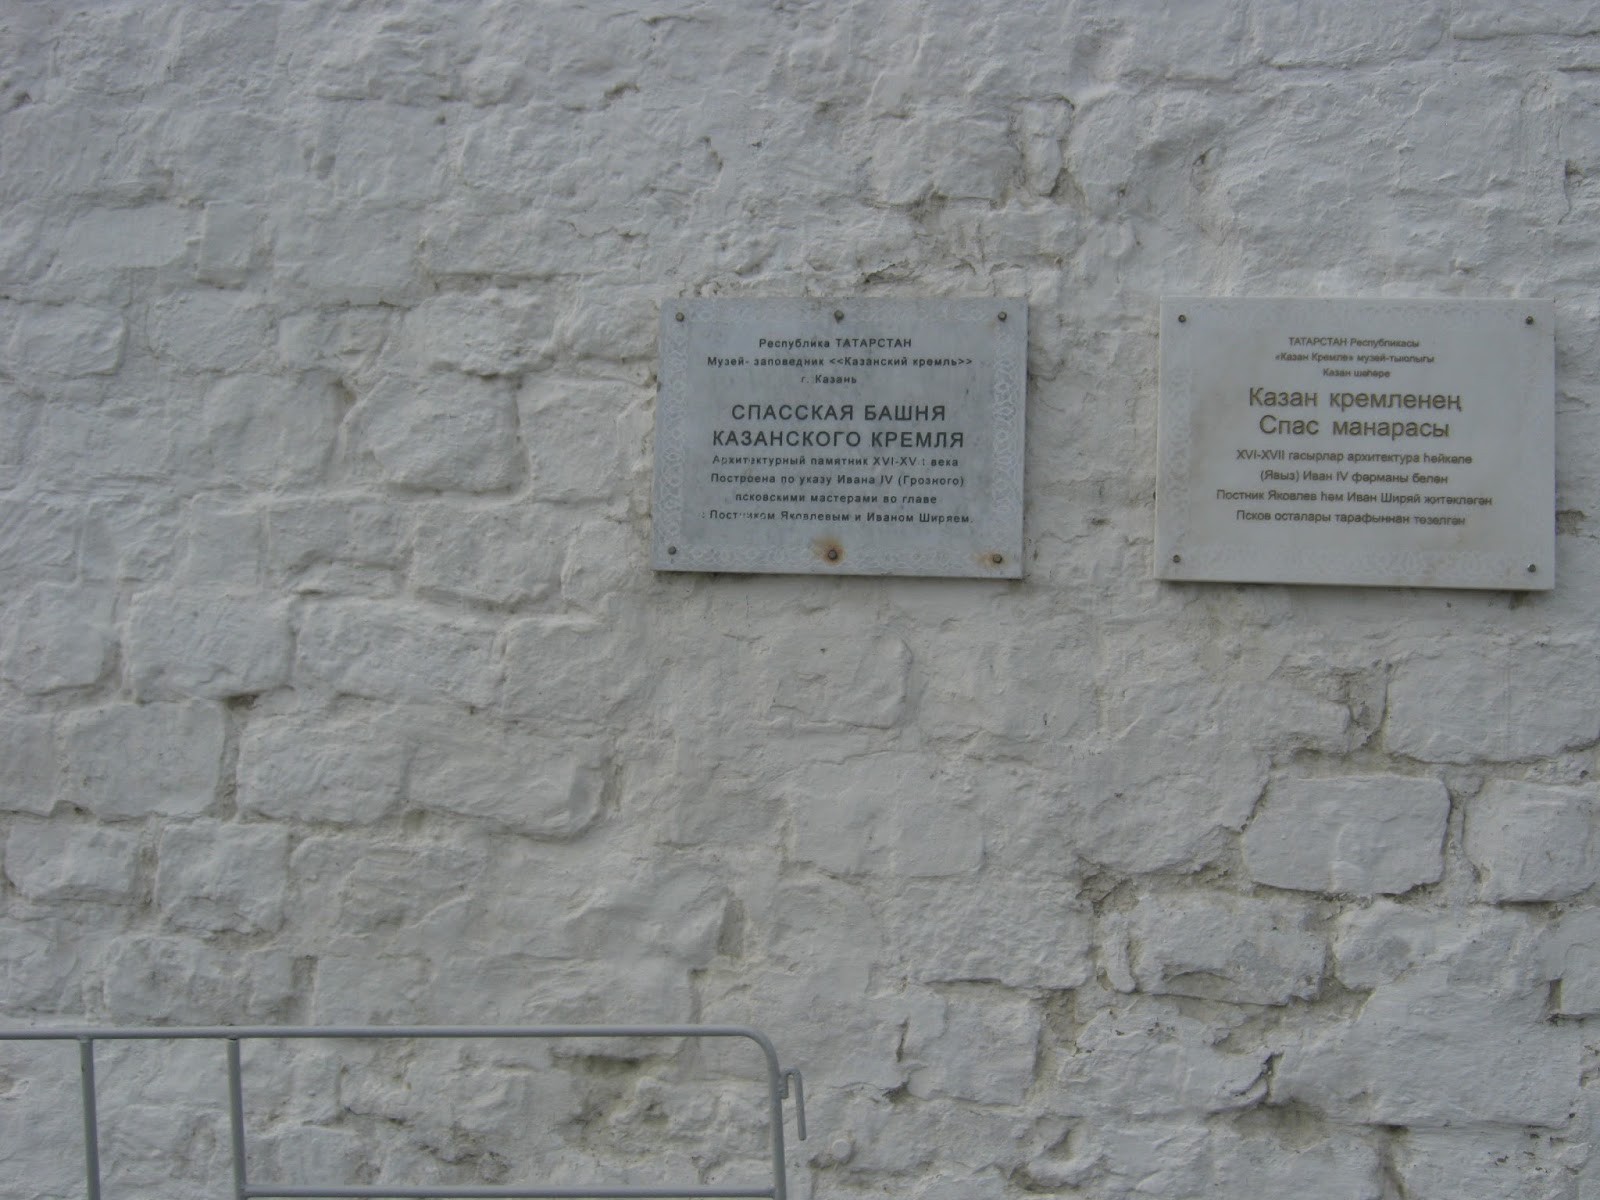 Республика ТАТАРСТАН
Музей- заповедник <<Казанский кремль>>
г. Казань
СПАССКАЯ БАШНЯ
КАЗАНСКОГО КРЕМЛЯ
Архитектурный памятник XVI-XV : века
Построена по указу Ивана IV (Грозного)
псковскими мастерами во главе
с Постником Яковлевым и Иваном Ширяем.
ТАТАРСТАН Республикасы
«Казан Кремле» музей-тыюлыгы
Казан шәһәре
Казан кремленең
Спас манарасы
XVI-XVII гасырлар архитектура һәйкәле
(Явыз) Иван IV фәрманы белән
Постник Яковлев һәм Иван Ширяй җитәкләгән
Псков осталары тарафыннан төзелгән